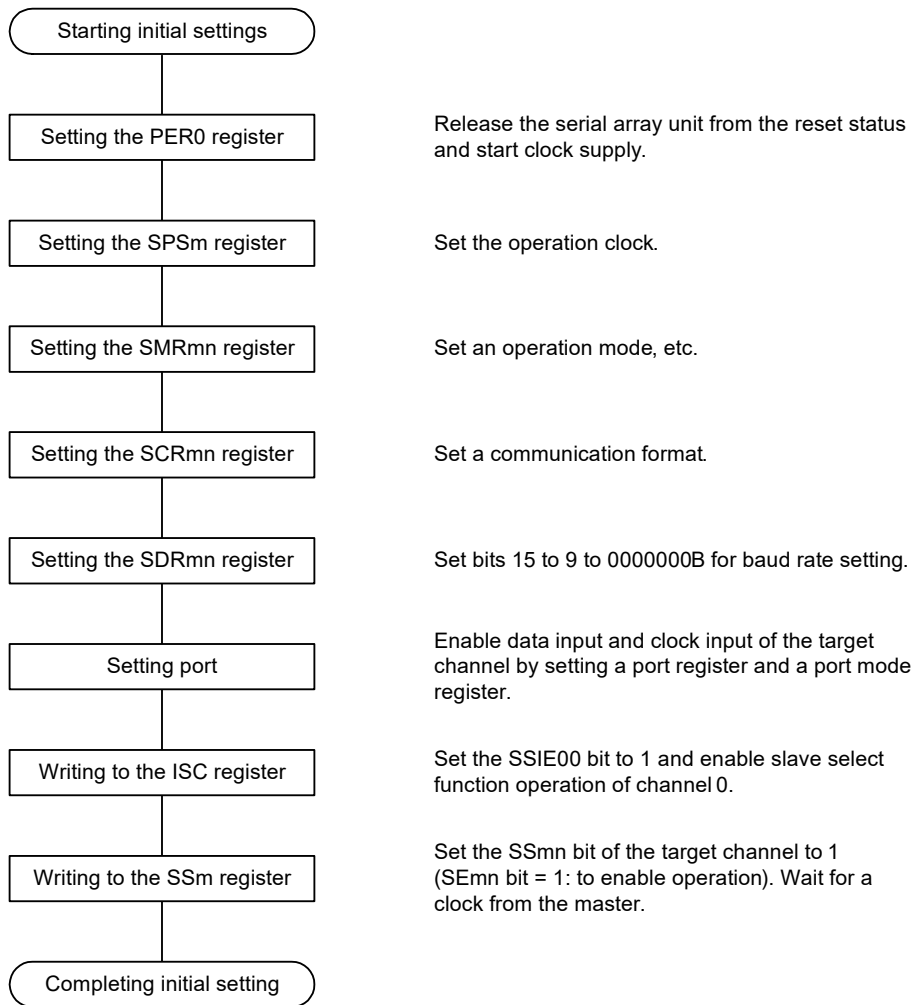 Starting initial settings
Setting the PER0 register
Release the serial array unit from the reset status
and start clock supply.
Setting the SPSm register
Set the operation clock.
Setting the SMRmn register
Set an operation mode, etc.
Setting the SCRmn register
Set a communication format.
Setting the SDRmn register
Set bits 15 to 9 to 0000000B for baud rate setting.
Setting port
Enable data input and clock input of the target
channel by setting a port register and a port mode
register.
Writing to the ISC register
Set the SSIE00 bit to 1 and enable slave select
function operation of channel 0.
Writing to the SSm register
Set the SSmn bit of the target channel to 1
(SEmn bit = 1: to enable operation). Wait for a
clock from the master.
Completing initial setting